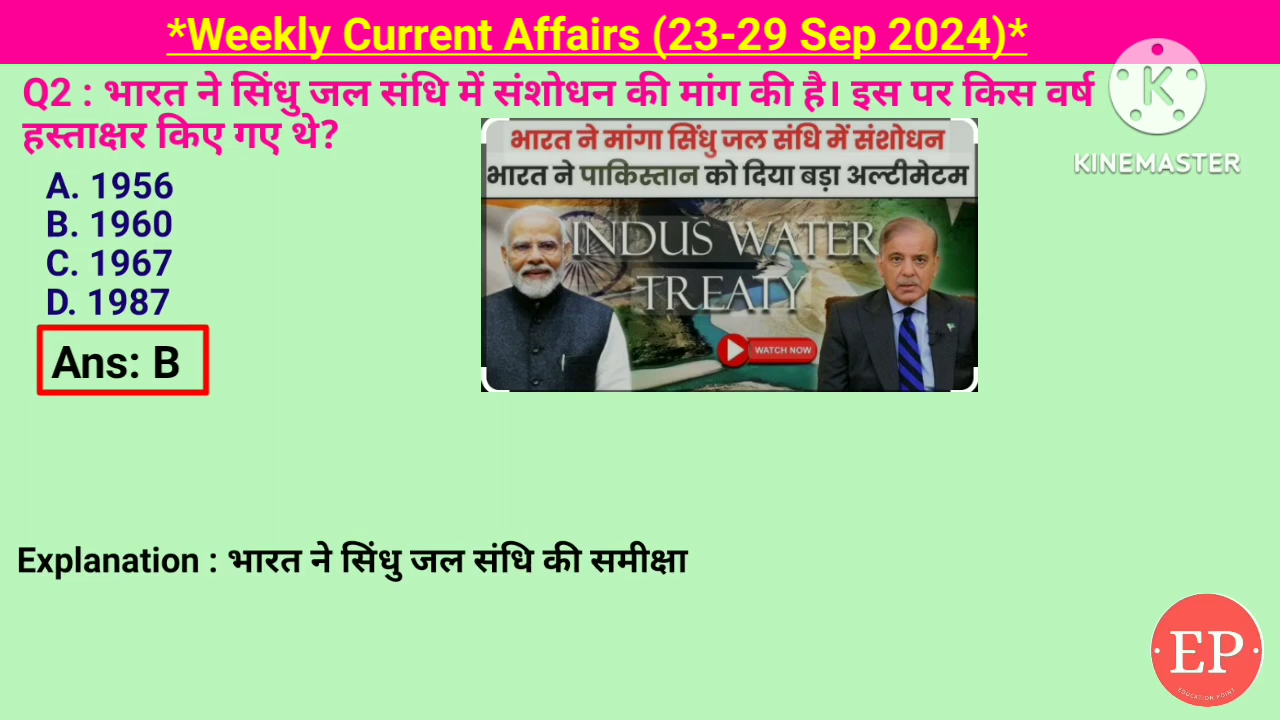 *Weekly Current Affairs (23-29 Sep 2024)*
Q2 : भारत ने सिंधु जल संधि में संशोधन की मांग की है। इस पर किस वर्ष
हस्ताक्षर किए गए थे?
A. 1956
B. 1960
C. 1967
D. 1987
Ans: B
भारत ने मांगा सिंधु जल संधि में संशोधन
भारत ने पाकिस्तान को दिया बड़ा अल्टीमेटम
INDUS WATER
TREATY
WATCH NOW
K
KINEMASTER
Explanation : भारत ने सिंधु जल संधि की समीक्षा
EP
EDUCATION POINT